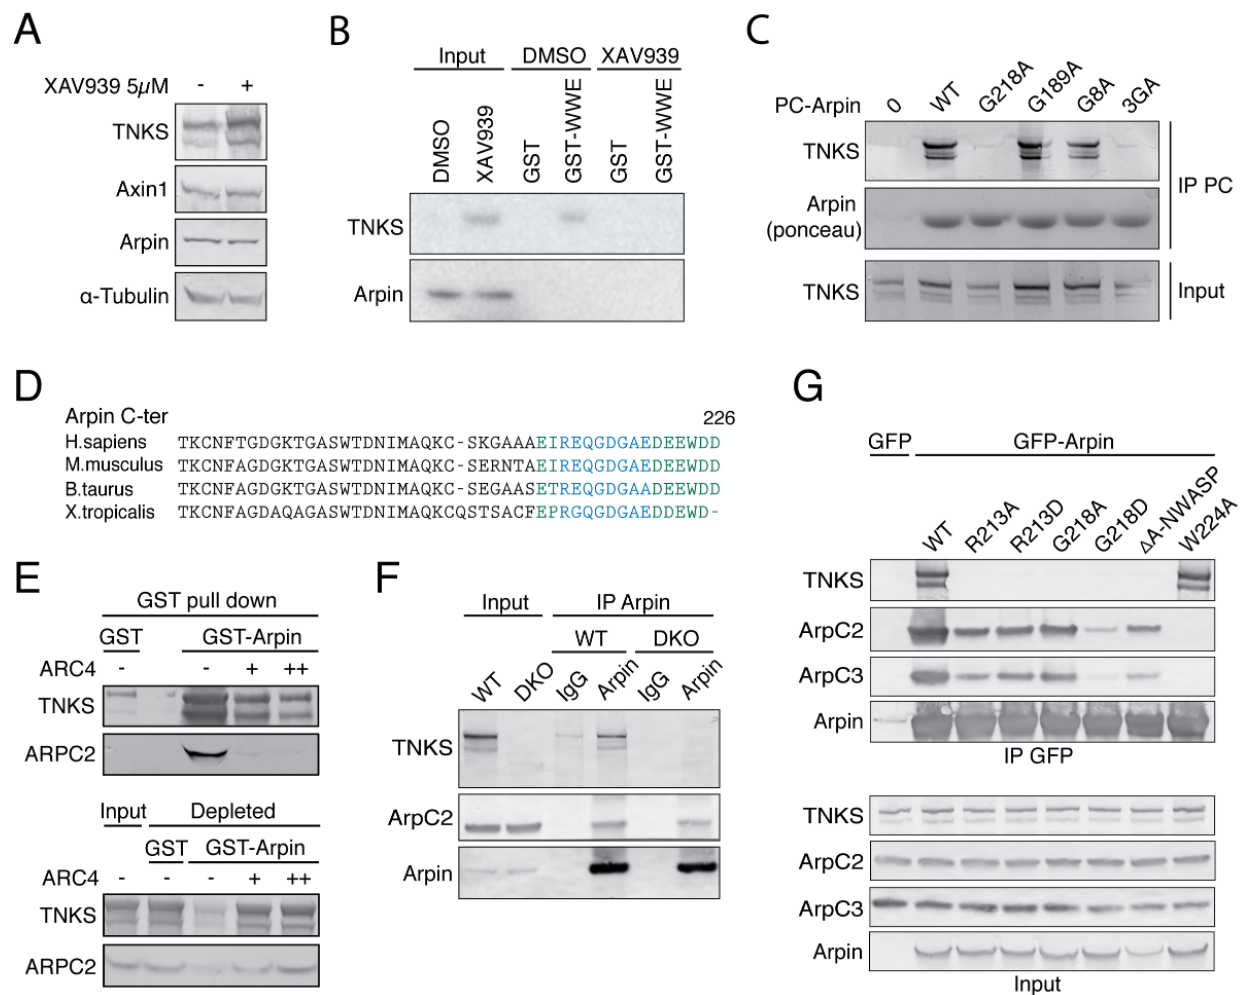 A
XAV939 5µM - +
TNKS
Axin1
Arpin
α-Tubulin
B
Input DMSO XAV939
DMSO XAV939 GST GST-WWE GST GST-WWE
TNKS
Arpin
C
PC-Arpin 0 WT G218A G189A G8A 3GA
TNKS
Arpin
(ponceau)
IP PC
TNKS
Input
D
Arpin C-ter 226
H.sapiens TKCNFTGDGKTGASWTDNIMAQKC-SKGAAAEIREQGDGAEDEEWDD
M.musculus TKCNFAGDGKTGASWTDNIMAQKC-SERNTAEIREQGDGAEDEEWDD
B.taurus TKCNFAGDGKTGASWTDNIMAQKC-SEGAASETREQGDGAADEEWDD
X.tropicalis TKCNFAGDAQAGASWTDNIMAQKCQSTSACFEPRGQGDGAEDDEWD-
E
GST pull down
GST GST-Arpin
ARC4 - - + ++
TNKS
ARPC2
Input Depleted
GST GST-Arpin
ARC4 - - - + ++
TNKS
ARPC2
F
Input IP Arpin
WT DKO
WT DKO IgG Arpin IgG Arpin
TNKS
ArpC2
Arpin
G
GFP GFP-Arpin
WT R213A R213D G218A G218D ΔA-NWASP W224A
TNKS
ArpC2
ArpC3
Arpin
IP GFP
TNKS
ArpC2
ArpC3
Arpin
Input